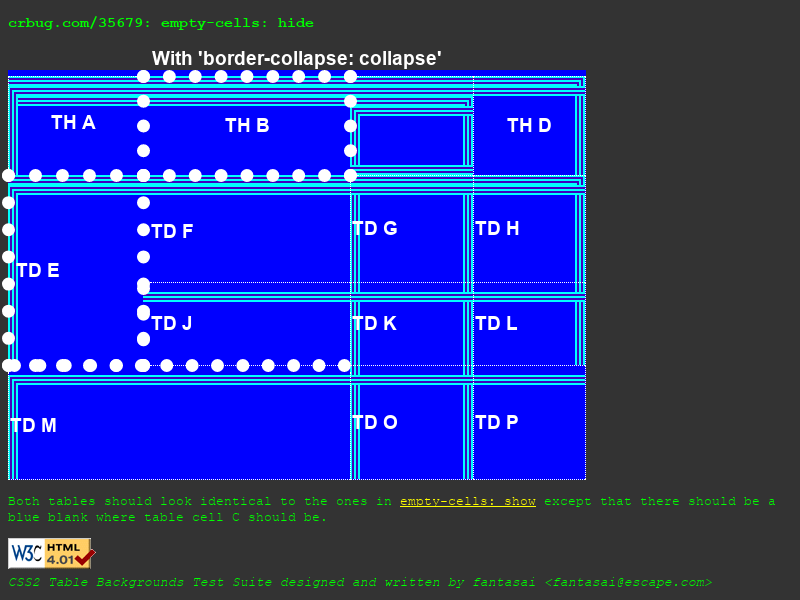 crbug.com/35679: empty-cells: hide
With 'border-collapse: collapse'
TH A
TH B
TH D
TD E
TD F
TD G
TD H
TD J
TD K
TD L
TD M
TD O
TD P
Both tables should look identical to the ones in empty-cells: show except that there should be a
blue blank where table cell C should be.
W3C HTML 4.01
CSS2 Table Backgrounds Test Suite designed and written by fantasai <fantasai@escape.com>